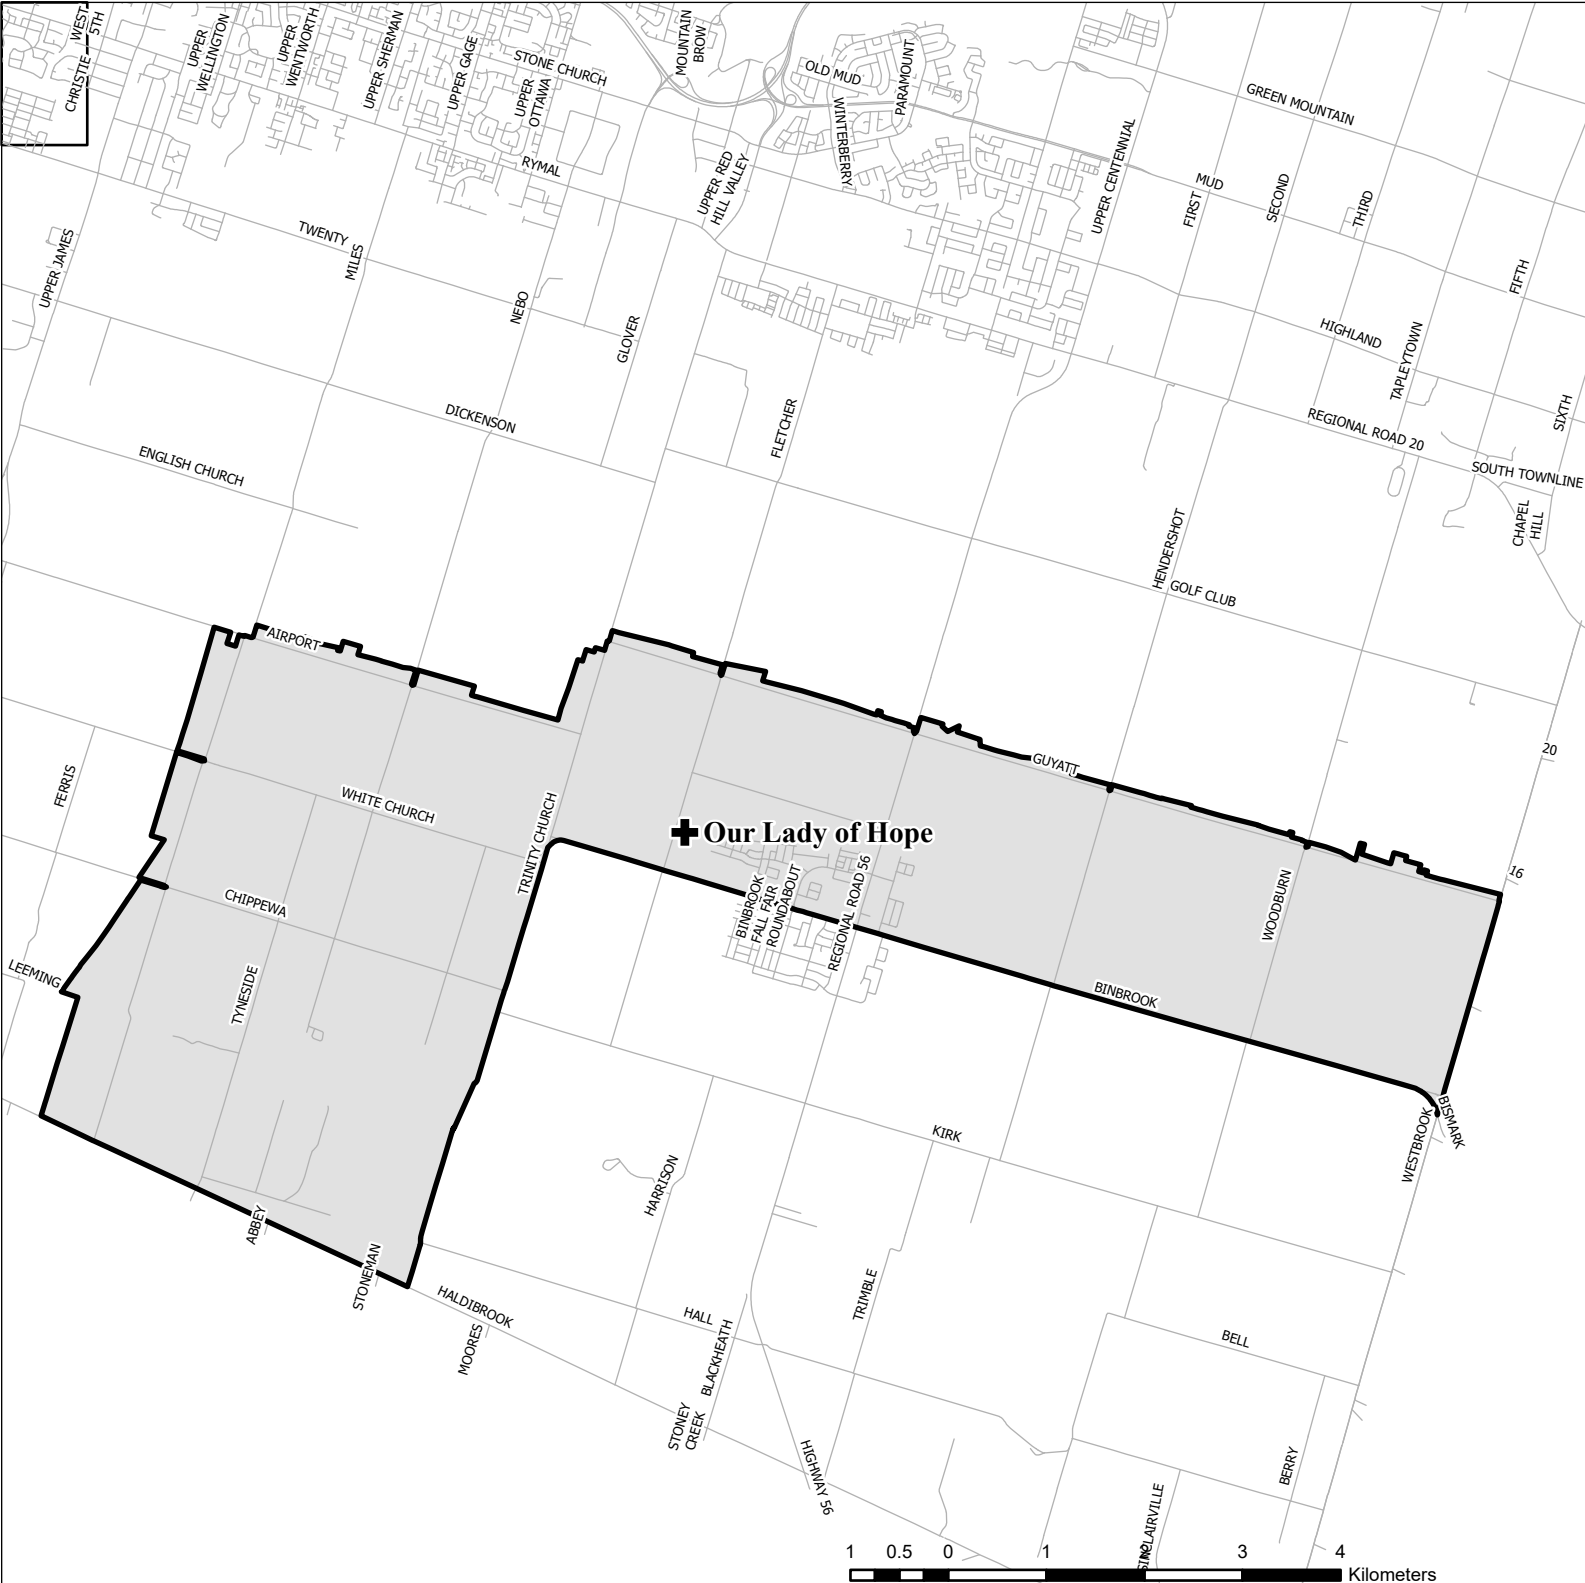 WEST
5TH
CHRISTIE
UPPER
WELLINGTON
UPPER
WENTWORTH
UPPER SHERMAN
UPPER GAGE
STONE CHURCH
UPPER
OTTAWA
MOUNTAIN
BROW
OLD MUD
PARAMOUNT
WINTERBERRY
GREEN MOUNTAIN
RYMAL
UPPER RED
HILL VALLEY
UPPER CENTENNIAL
MUD
FIRST
SECOND
THIRD
FIFTH
UPPER JAMES
TWENTY
MILES
NEBO
GLOVER
HIGHLAND
TAPLEYTOWN
SIXTH
DICKENSON
FLETCHER
REGIONAL ROAD 20
ENGLISH CHURCH
SOUTH TOWNLINE
CHAPEL
HILL
HENDERSHOT
GOLF CLUB
AIRPORT
GUYATT
20
FERRIS
WHITE CHURCH
TRINITY CHURCH
Our Lady of Hope
16
CHIPPEWA
BINBROOK
FALL FAIR
ROUNDABOUT
REGIONAL ROAD 56
WOODBURN
LEEMING
TYNESIDE
BINBROOK
BISMARK
WESTBROOK
KIRK
HARRISON
ABBEY
STONEMAN
HALDIBROOK
MOORES
HALL
BLACKHEATH
TRIMBLE
BELL
STONEY
CREEK
HIGHWAY 56
BERRY
SINCLAIRVILLE
1 0.5 0 1 2 3 4
Kilometers